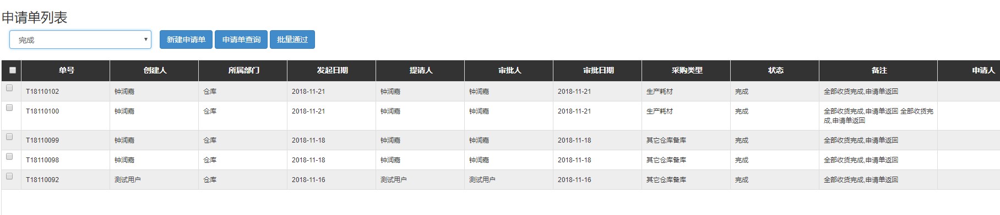 申请单列表
完成
新建申请单 申请单查询 批量通过
单号 创建人 所属部门 发起日期 提请人 审批人 审批日期 采购类型 状态 备注 申请人
T18110102 钟润嘉 仓库 2018-11-21 钟润嘉 钟润嘉 2018-11-21 生产耗材 完成 全部收货完成,申请单返回
T18110100 钟润嘉 仓库 2018-11-21 钟润嘉 钟润嘉 2018-11-21 生产耗材 完成 全部收货完成,申请单返回 全部收货完
成,申请单返回
T18110099 钟润嘉 仓库 2018-11-18 钟润嘉 钟润嘉 2018-11-18 其它仓库备库 完成 全部收货完成,申请单返回
T18110098 钟润嘉 仓库 2018-11-18 钟润嘉 钟润嘉 2018-11-18 其它仓库备库 完成 全部收货完成,申请单返回
T18110092 测试用户 仓库 2018-11-16 测试用户 测试用户 2018-11-16 其它仓库备库 完成 全部收货完成,申请单返回